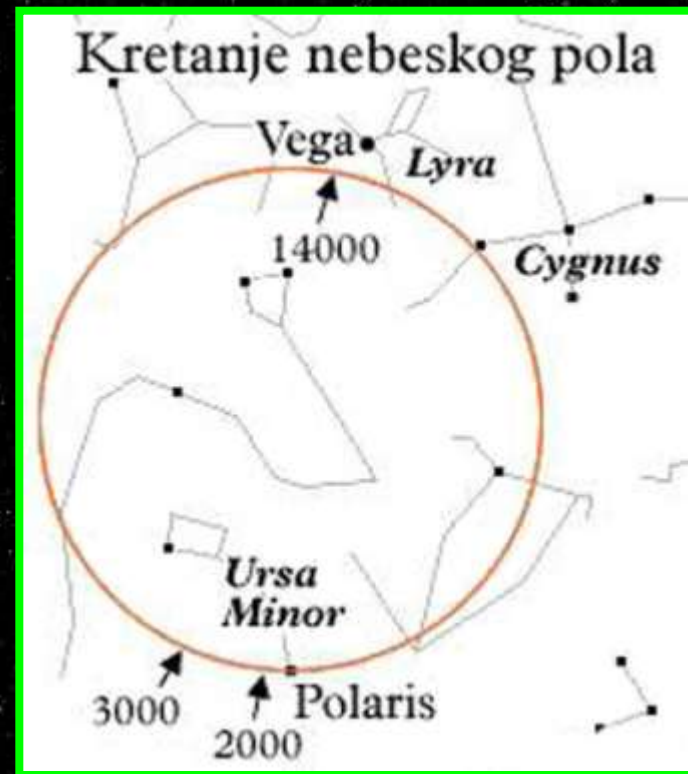 Kretanje nebeskog pola
Vega
Lyra
14000
Cygnus
Ursa
Minor
3000
2000
Polaris